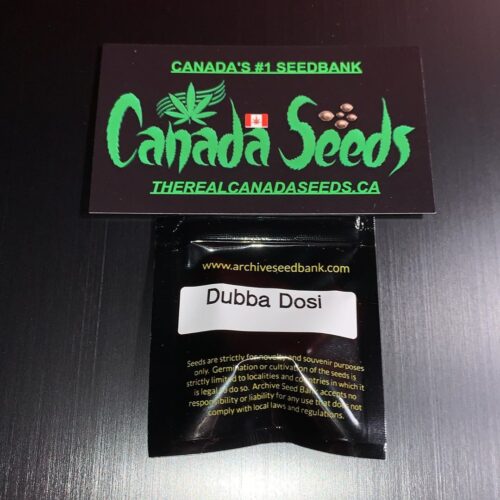 CANADA'S #1 SEEDBANK
Canada Seeds
THEREALCANADASEEDS.CA
www.archiveseedbank.com
Dubba Dosi
Seeds are strictly for novelty and souvenir purposes
only. Germination or cultivation of the seeds is
strictly limited to localities and countries in which it
is legal to do so. Archive Seed Bank accepts no
responsibility or liability for any use that does not
comply with local laws and regulations.